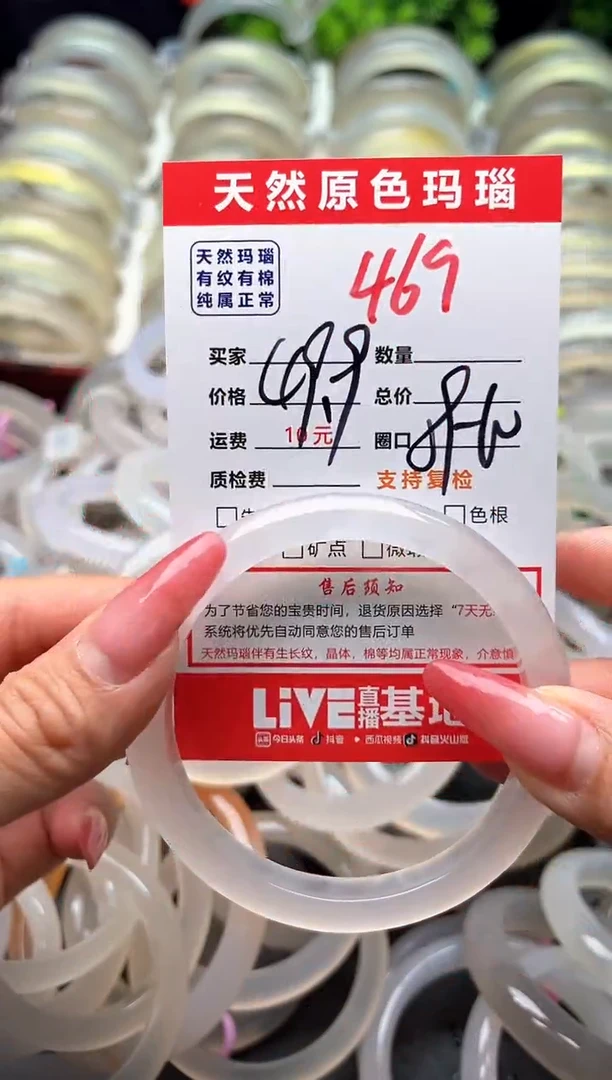 天然原色玛瑙
天然玛瑙
有纹有棉
纯属正常
469
买家 数量
价格 总价
运费 10元 圈口
质检费 支持复检
色根
矿点
售后须知
为了节省您的宝贵时间，退货原因选择“7天无
系统将优先自动同意您的售后订单
天然玛瑙伴有生长纹，晶体，棉等均属正常现象，介意慎
LiVE直播基地
今日头条 抖音 西瓜视频 抖音火山版